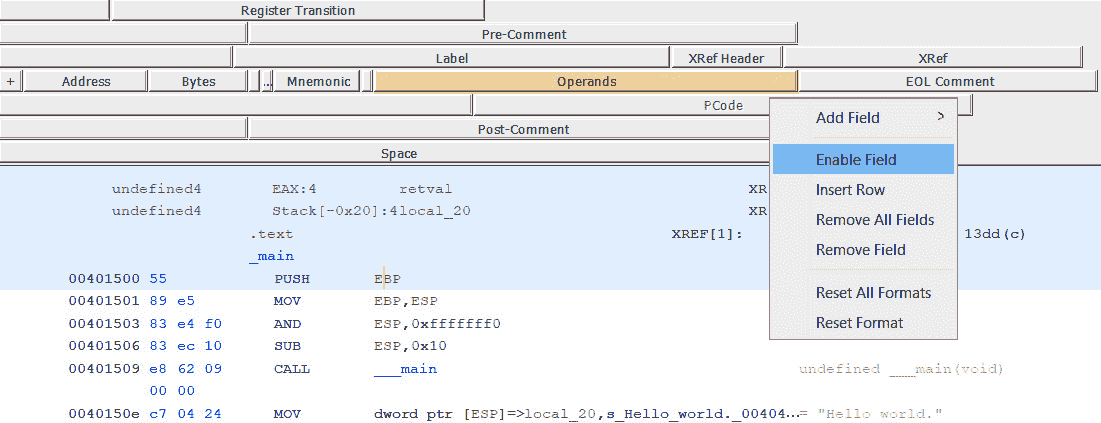 Register Transition
Pre-Comment
Label XRef Header XRef
+ Address Bytes ... Mnemonic Operands EOL Comment
PCode
Post-Comment
Space
Add Field >
Enable Field
Insert Row
Remove All Fields
Remove Field
Reset All Formats
Reset Format
undefined4 EAX:4 retval XR
undefined4 Stack[-0x20]:4local_20 XR
.text XREF[1]: 13dd(c)
_main
00401500 55 PUSH EBP
00401501 89 e5 MOV EBP,ESP
00401503 83 e4 f0 AND ESP,0xfffffff0
00401506 83 ec 10 SUB ESP,0x10
00401509 e8 62 09 CALL ___main undefined ___main(void)
00 00
0040150e c7 04 24 MOV dword ptr [ESP]=>local_20,s_Hello_world._00404...= "Hello world."